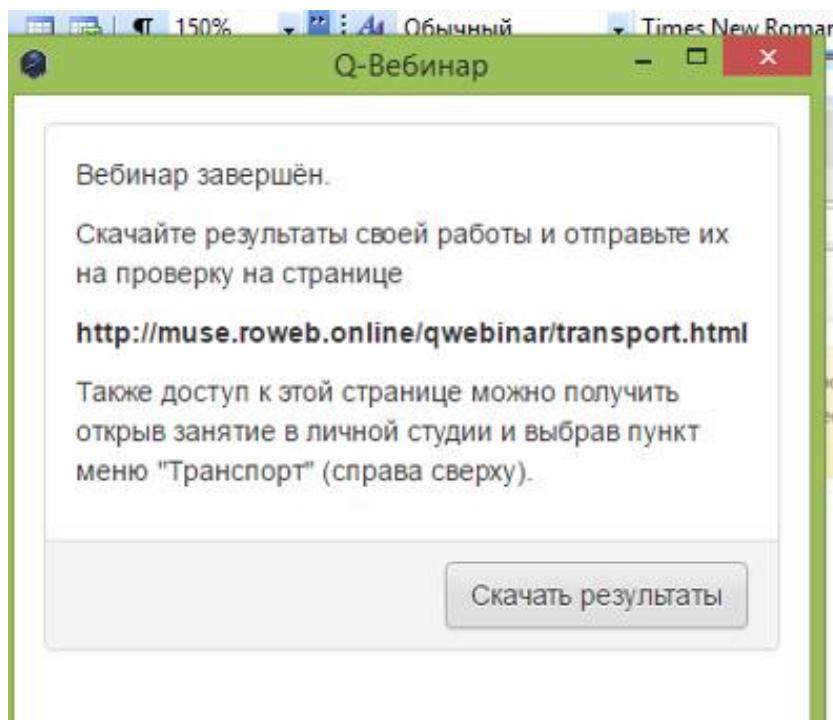 150%
Обычный
Times New Roman
Q-Вебинар
Вебинар завершён.
Скачайте результаты своей работы и отправьте их
на проверку на странице
http://muse.roweb.online/qwebinar/transport.html
Также доступ к этой странице можно получить
открыв занятие в личной студии и выбрав пункт
меню "Транспорт" (справа сверху).
Скачать результаты